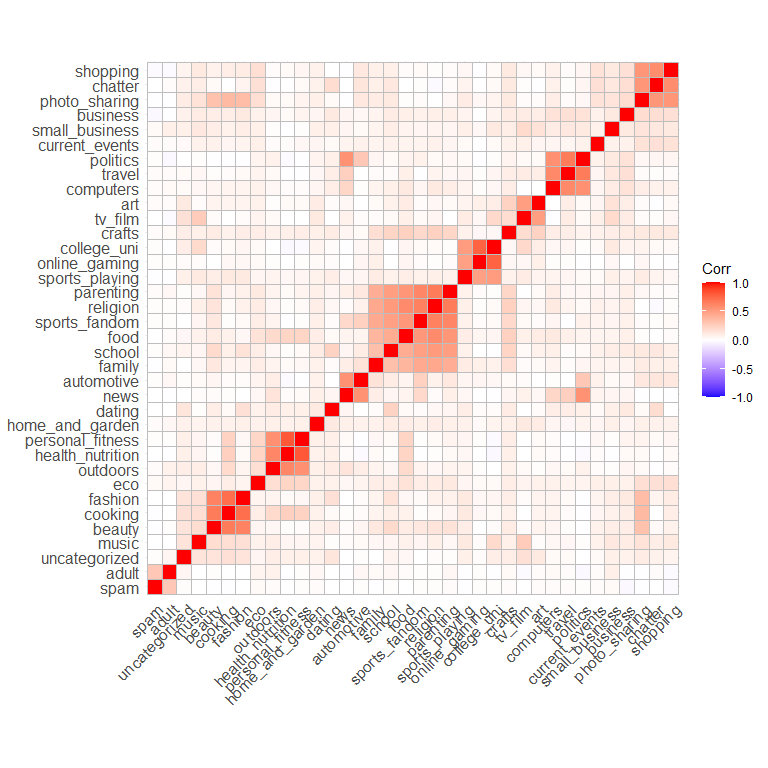 shopping
chatter
photo_sharing
business
small_business
current_events
politics
travel
computers
art
tv_film
crafts
college_uni
online_gaming
sports_playing
parenting
religion
sports_fandom
food
school
family
automotive
news
dating
home_and_garden
personal_fitness
health_nutrition
outdoors
eco
fashion
cooking
beauty
music
uncategorized
adult
spam
spam
adult
uncategorized
music
beauty
cooking
fashion
eco
outdoors
health_nutrition
personal_fitness
home_and_garden
dating
news
automotive
family
school
food
sports_fandom
religion
parenting
sports_playing
online_gaming
college_uni
crafts
tv_film
art
computers
travel
politics
current_events
small_business
business
photo_sharing
chatter
shopping
Corr
1.0
0.5
0.0
-0.5
-1.0